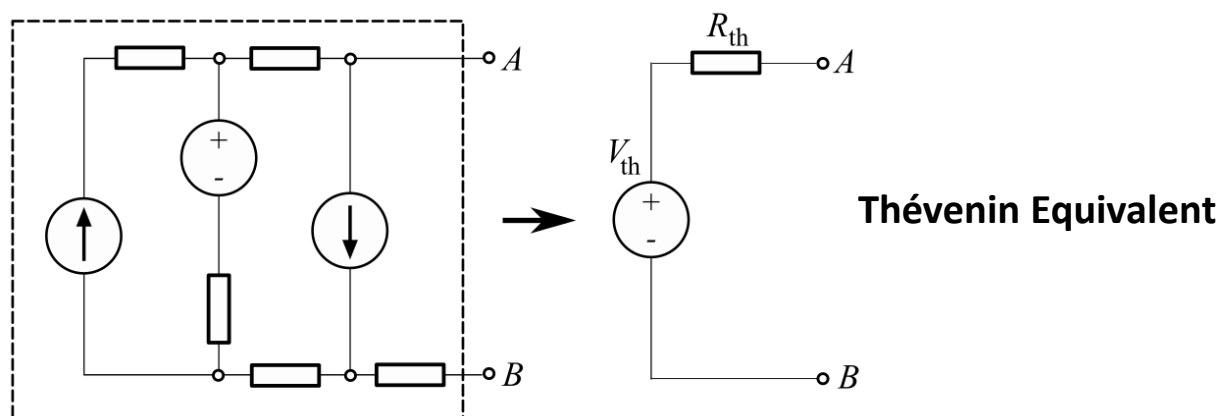 A
+
-
B
R_th
A
V_th
+
-
B
Thévenin Equivalent